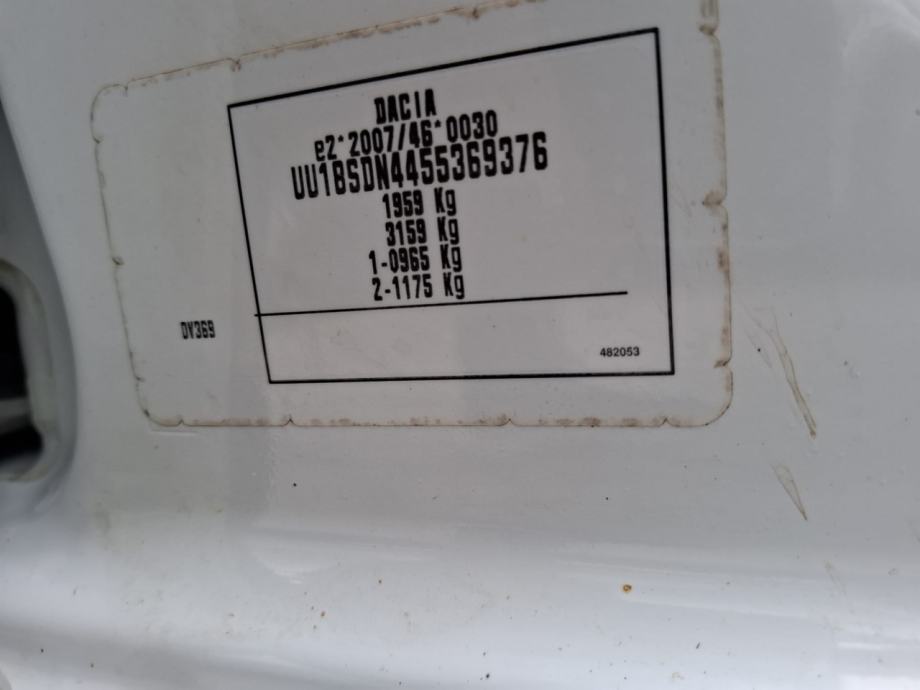 DACIA
e2*2007/46*0030
UU1BSDN4455369376
1959 Kg
3159 Kg
1-0965 Kg
2-1175 Kg
DV369
482053